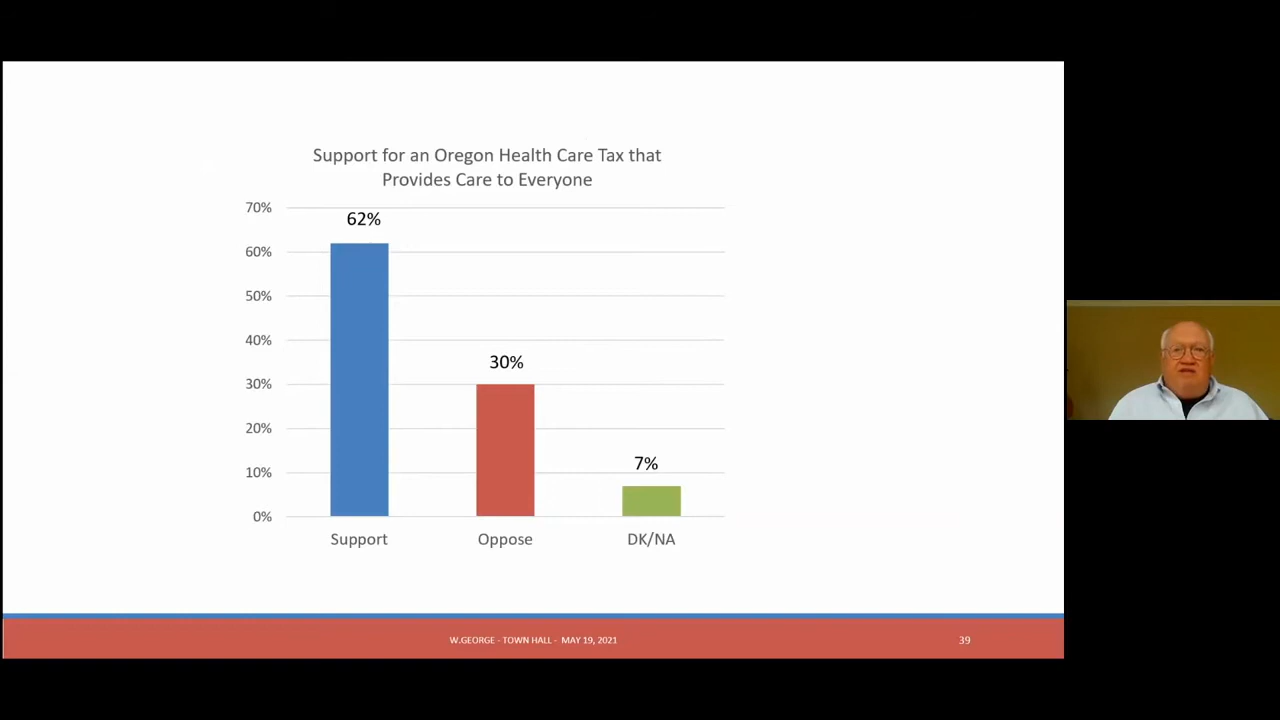 Support for an Oregon Health Care Tax that
Provides Care to Everyone
70%
60%
50%
40%
30%
20%
10%
0%
62%
30%
7%
Support
Oppose
DK/NA
W.GEORGE - TOWN HALL - MAY 19, 2021
39